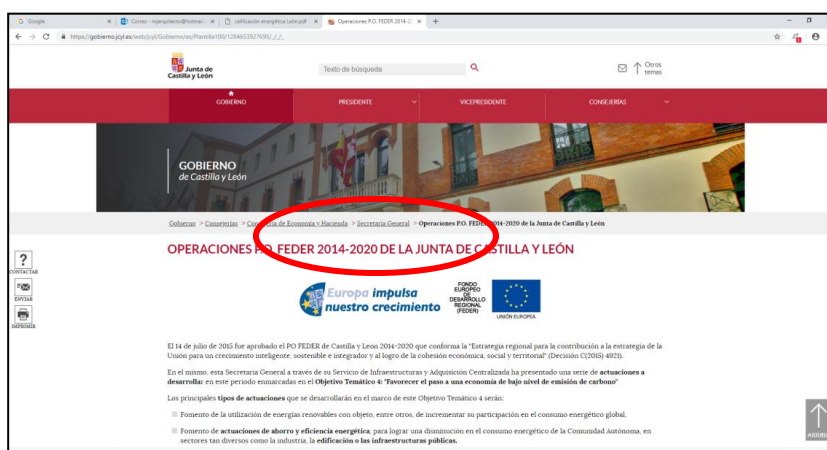 Google
Correo - mjarquitecto@hotmail
calificación energética León.pdf
Operaciones P.O. FEDER 2014-2
https://gobierno.jcyl.es/web/jcyl/Gobierno/es/Plantilla100/1284653927695/_/_/_
Junta de
Castilla y León
Texto de búsqueda
Otros
temas
GOBIERNO PRESIDENTE VICEPRESIDENTE CONSEJERÍAS
GOBIERNO
de Castilla y León
Gobierno > Consejerías > Consejería de Economía y Hacienda > Secretaría General > Operaciones P.O. FEDER 2014-2020 de la Junta de Castilla y León
OPERACIONES P.O. FEDER 2014-2020 DE LA JUNTA DE CASTILLA Y LEÓN
?
CONTACTAR
ENVIAR
IMPRIMIR
Europa impulsa
nuestro crecimiento
FONDO
EUROPEO
DE
DESARROLLO
REGIONAL
(FEDER)
UNIÓN EUROPEA
El 14 de julio de 2015 fue aprobado el PO FEDER de Castilla y Leon 2014-2020 que conforma la "Estrategia regional para la contribución a la estrategia de la
Unión para un crecimiento inteligente, sostenible e integrador y al logro de la cohesión económica, social y territorial" (Decisión C(2015) 4921).
En el mismo, esta Secretaria General a través de su Servicio de Infraestructuras y Adquisición Centralizada ha presentado una serie de actuaciones a
desarrollar en este periodo enmarcadas en el Objetivo Temático 4: "Favorecer el paso a una economía de bajo nivel de emisión de carbono"
Los principales tipos de actuaciones que se desarrollarán en el marco de este Objetivo Temático 4 serán:
Fomento de la utilización de energías renovables con objeto, entre otros, de incrementar su participación en el consumo energético global,
Fomento de actuaciones de ahorro y eficiencia energética, para lograr una disminución en el consumo energético de la Comunidad Autónoma, en
sectores tan diversos como la industria, la edificación o las infraestructuras públicas.
ARRIBA